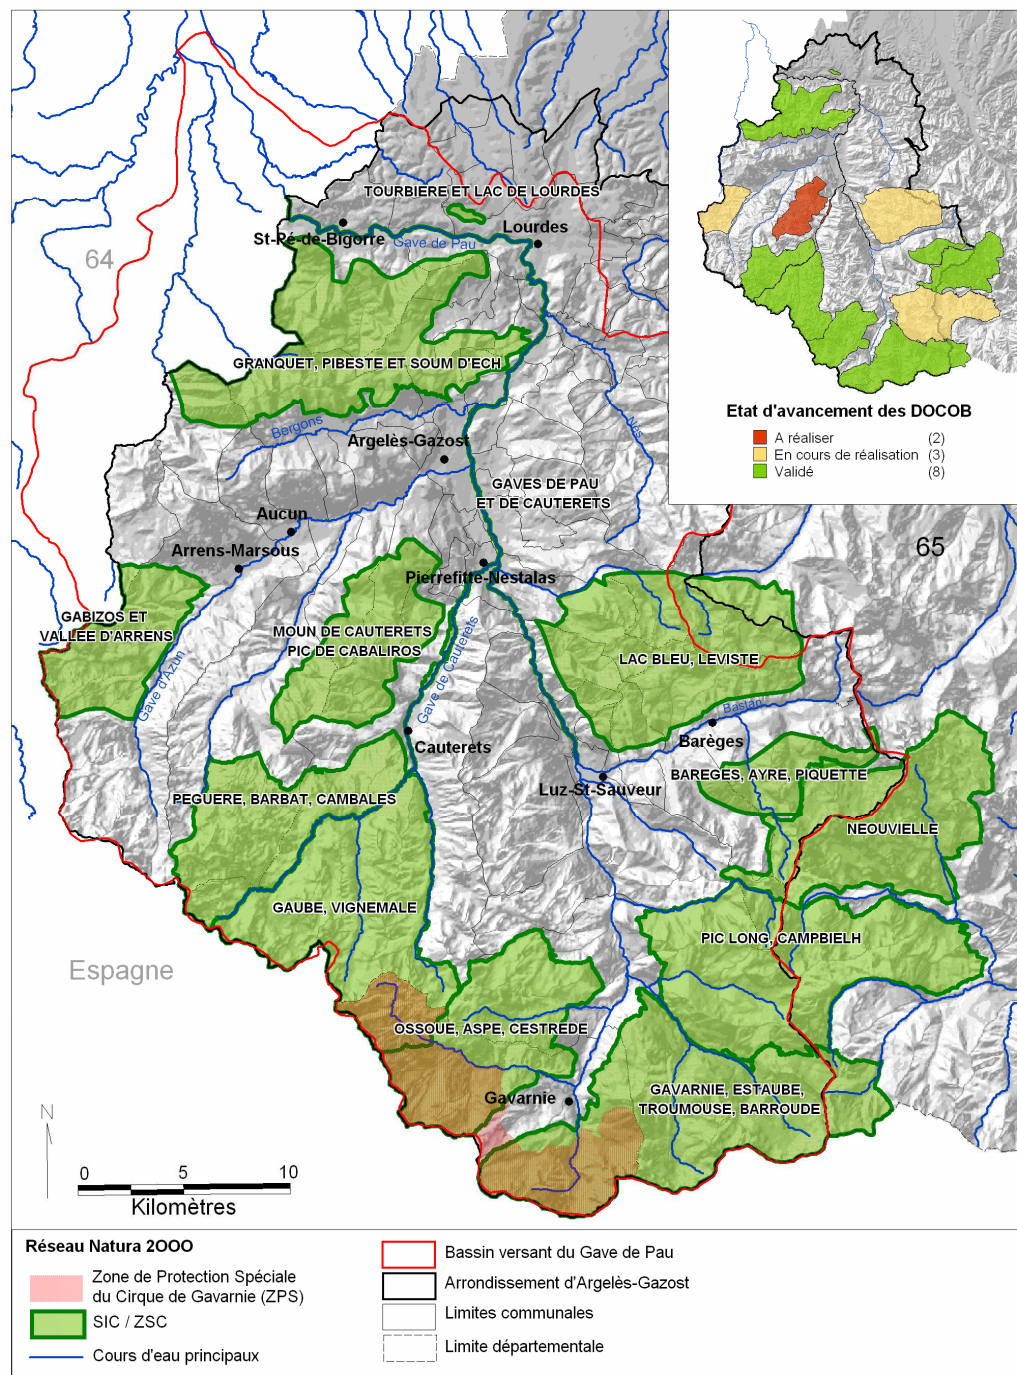 TOURBIERE ET LAC DE LOURDES
St-Pé-de-Bigorre
Lourdes
Gave de Pau
64
GRANQUET, PIBESTE ET SOUM D'ECH
Bergons
Nès
Argelès-Gazost
GAVES DE PAU
ET DE CAUTERETS
Aucun
Arrens-Marsous
65
Pierrefitte-Nestalas
GABIZOS ET
VALLEE D'ARRENS
MOUN DE CAUTERETS
PIC DE CABALIROS
LAC BLEU, LEVISTE
Gave d'Azun
Gave de Cauterets
Bastan
Cauterets
Barèges
BAREGES, AYRE, PIQUETTE
Luz-St-Sauveur
PEGUERE, BARBAT, CAMBALES
NEOUVIELLE
GAUBE, VIGNEMALE
PIC LONG, CAMPBIELH
Espagne
OSSOUE, ASPE, CESTREDE
Gavarnie
GAVARNIE, ESTAUBE,
TROUMOUSE, BARROUDE
N
0 5 10
Kilomètres
Etat d'avancement des DOCOB
A réaliser (2)
En cours de réalisation (3)
Validé (8)
Réseau Natura 2OOO
Zone de Protection Spéciale
du Cirque de Gavarnie (ZPS)
SIC / ZSC
Cours d'eau principaux
Bassin versant du Gave de Pau
Arrondissement d'Argelès-Gazost
Limites communales
Limite départementale